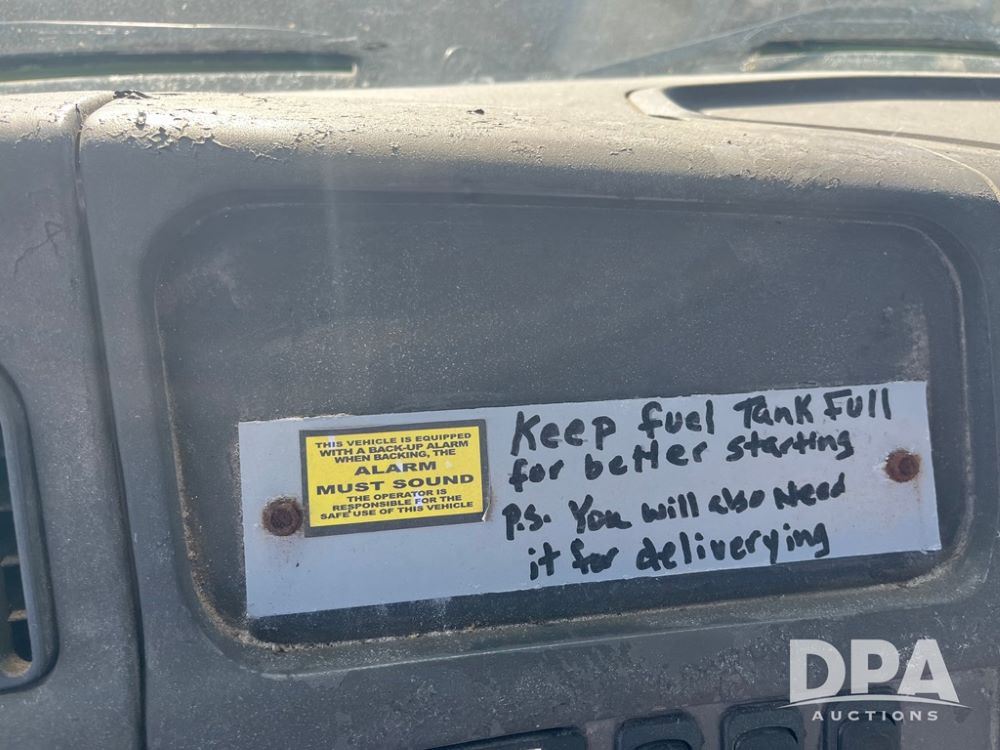 THIS VEHICLE IS EQUIPPED
WITH A BACK-UP ALARM
WHEN BACKING, THE
ALARM
MUST SOUND
THE OPERATOR IS
RESPONSIBLE FOR THE
SAFE USE OF THIS VEHICLE
Keep fuel Tank Full
for better starting
p.s. You will also Need
it for deliverying
DPA
AUCTIONS